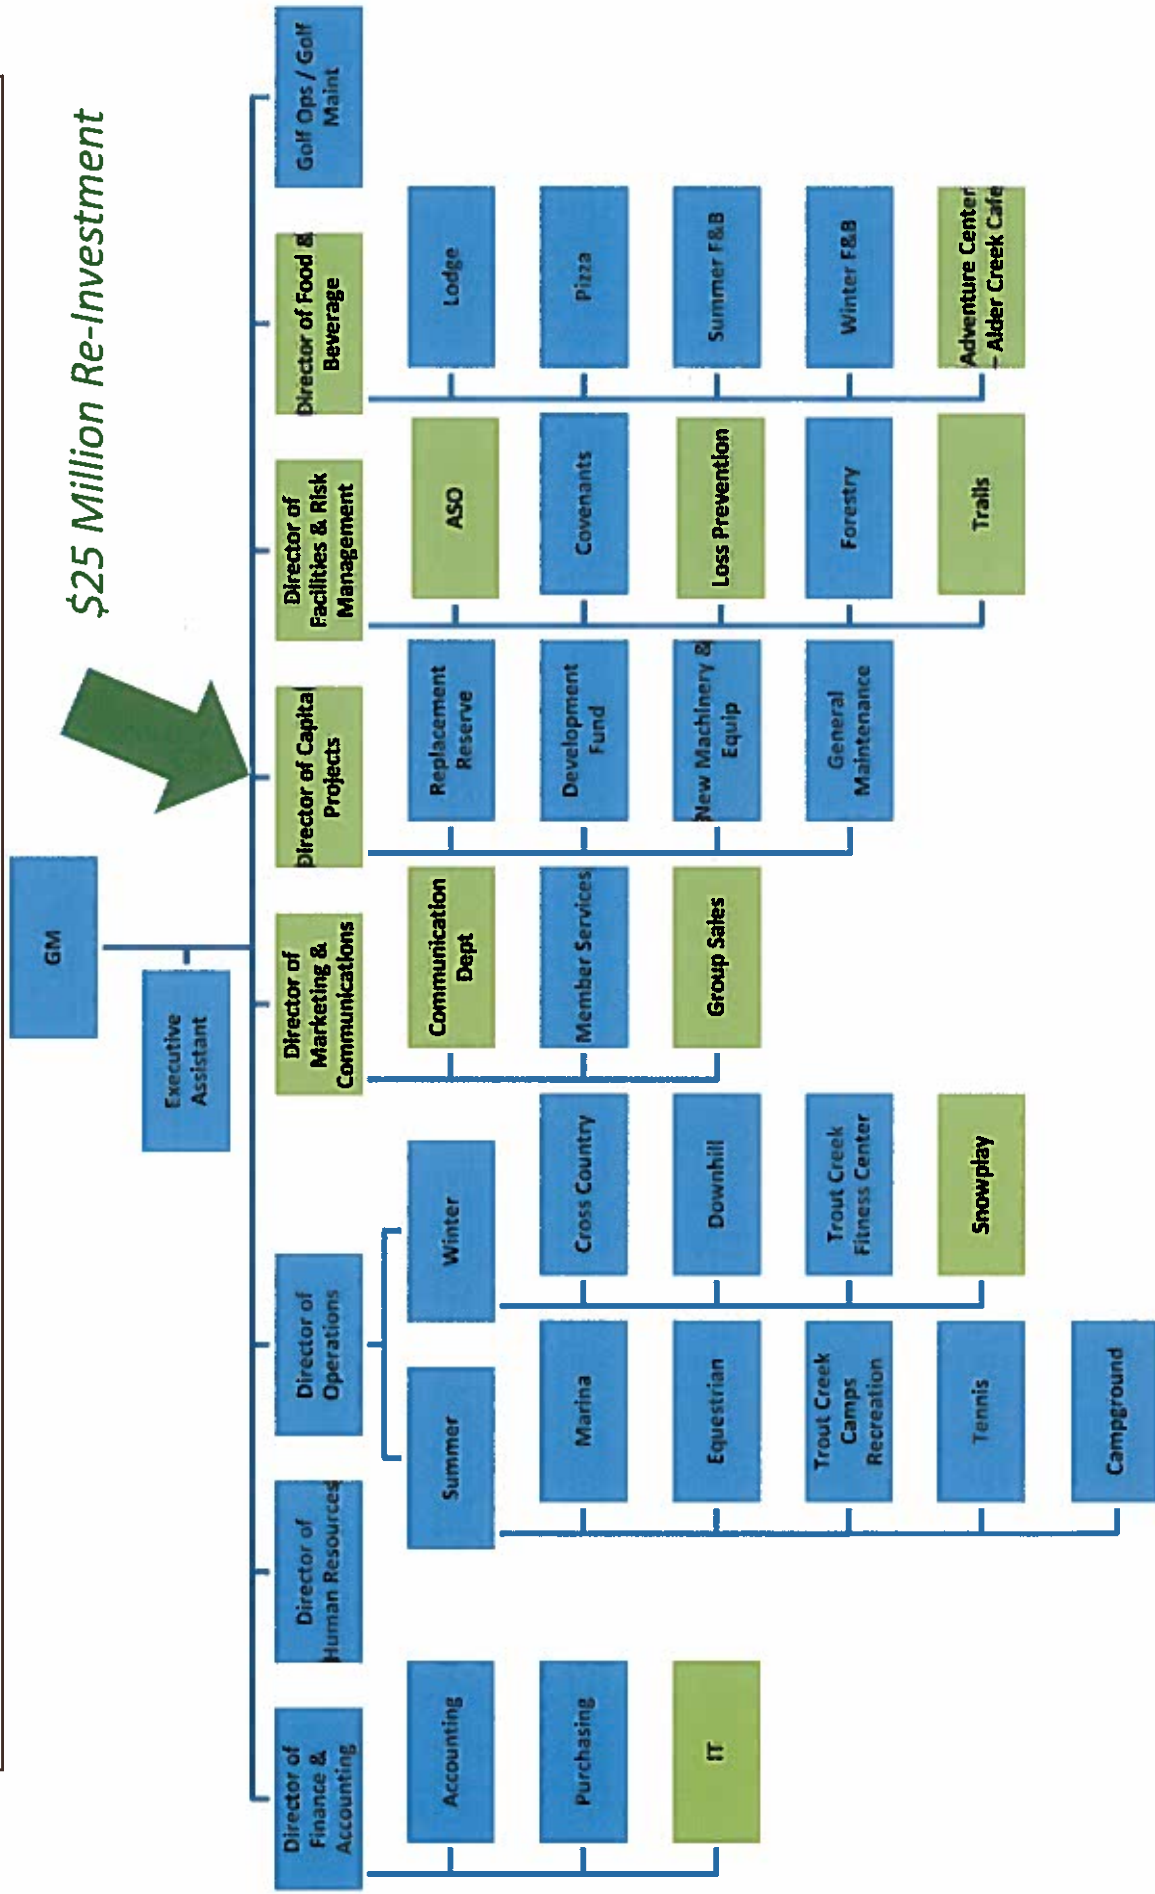 $25 Million Re-Investment
GM
Executive
Assistant
Director of
Finance &
Accounting
Accounting
Purchasing
IT
Director of
Human Resources
Director of
Operations
Summer
Marina
Equestrian
Trout Creek
Camps
Recreation
Tennis
Campground
Winter
Cross Country
Downhill
Trout Creek
Fitness Center
Snowplay
Director of
Marketing &
Communications
Communication
Dept
Member Services
Group Sales
Director of Capital
Projects
Replacement
Reserve
Development
Fund
New Machinery &
Equip
General
Maintenance
Director of
Facilities & Risk
Management
ASO
Covenants
Loss Prevention
Forestry
Trails
Director of Food &
Beverage
Lodge
Pizza
Summer F&B
Winter F&B
Adventure Center
– Alder Creek Cafe
Golf Ops / Golf
Maint